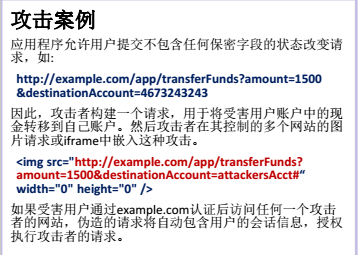 攻击案例
应用程序允许用户提交不包含任何保密字段的状态改变请
求，如:
http://example.com/app/transferFunds?amount=1500
&destinationAccount=4673243243
因此，攻击者构建一个请求，用于将受害用户账户中的现
金转移到自己账户。然后攻击者在其控制的多个网站的图
片请求或iframe中嵌入这种攻击。
<img src="http://example.com/app/transferFunds?
amount=1500&destinationAccount=attackersAcct#“
width="0" height="0" />
如果受害用户通过example.com认证后访问任何一个攻击
者的网站，伪造的请求将自动包含用户的会话信息，授权
执行攻击者的请求。